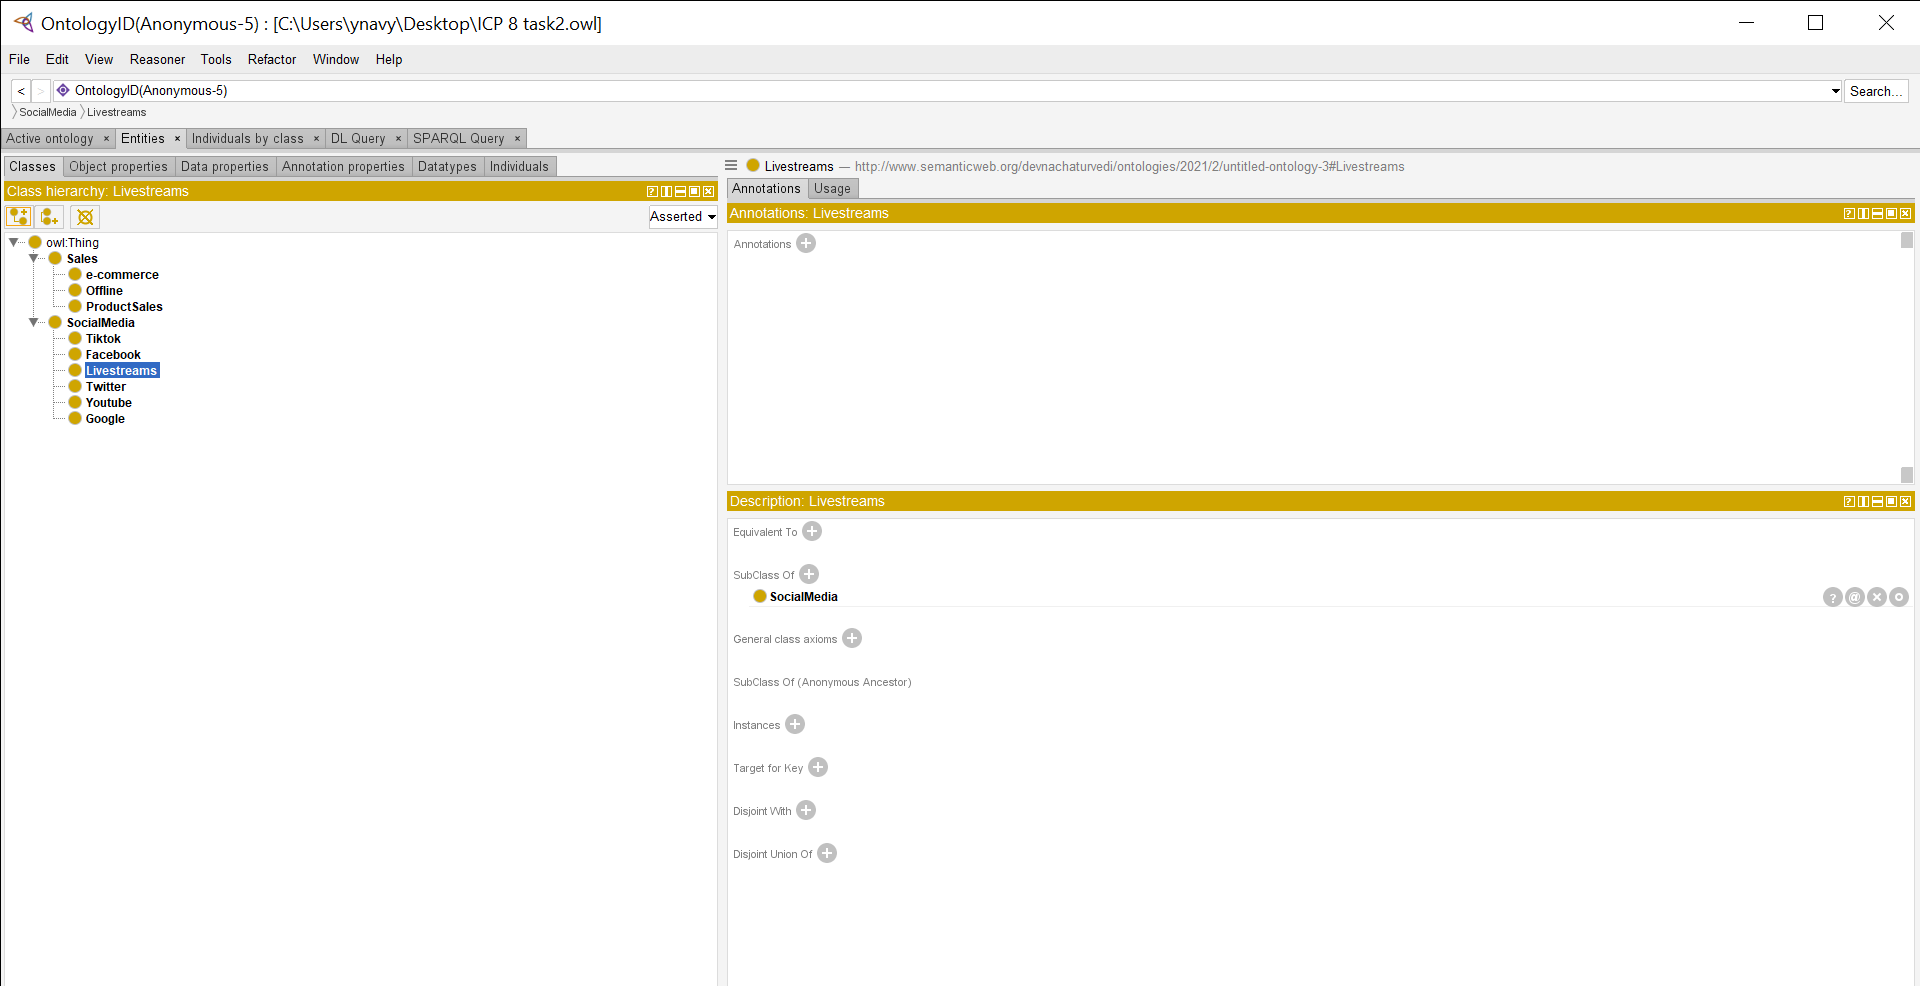 OntologyID(Anonymous-5) : [C:\Users\ynavy\Desktop\ICP 8 task2.owl]
File Edit View Reasoner Tools Refactor Window Help
< > OntologyID(Anonymous-5) Search...
SocialMedia Livestreams
Active ontology × Entities × Individuals by class × DL Query × SPARQL Query ×
Classes Object properties Data properties Annotation properties Datatypes Individuals
Class hierarchy: Livestreams
Asserted
owl:Thing
Sales
e-commerce
Offline
ProductSales
SocialMedia
Tiktok
Facebook
Livestreams
Twitter
Youtube
Google
Livestreams — http://www.semanticweb.org/devnachaturvedi/ontologies/2021/2/untitled-ontology-3#Livestreams
Annotations Usage
Annotations: Livestreams
Annotations
Description: Livestreams
Equivalent To
SubClass Of
SocialMedia
General class axioms
SubClass Of (Anonymous Ancestor)
Instances
Target for Key
Disjoint With
Disjoint Union Of